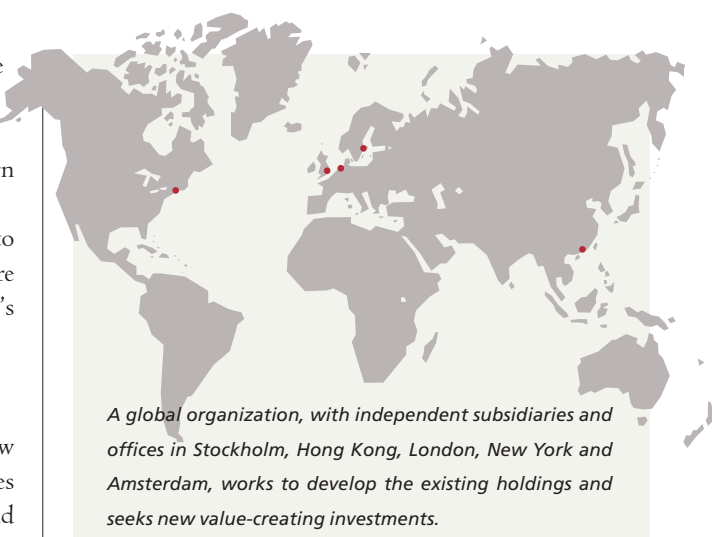 A global organization, with independent subsidiaries and
offices in Stockholm, Hong Kong, London, New York and
Amsterdam, works to develop the existing holdings and
seeks new value-creating investments.